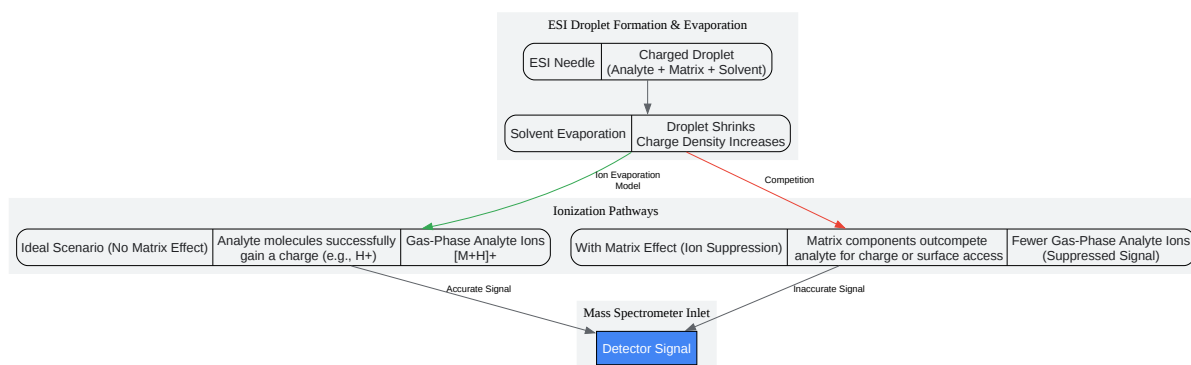 ESI Droplet Formation & Evaporation
ESI Needle
Charged Droplet
(Analyte + Matrix + Solvent)
Solvent Evaporation
Droplet Shrinks
Charge Density Increases
Ion Evaporation
Model
Competition
Ionization Pathways
Ideal Scenario (No Matrix Effect)
Analyte molecules successfully
gain a charge (e.g., H+)
Gas-Phase Analyte Ions
[M+H]+
With Matrix Effect (Ion Suppression)
Matrix components outcompete
analyte for charge or surface access
Fewer Gas-Phase Analyte Ions
(Suppressed Signal)
Accurate Signal
Inaccurate Signal
Mass Spectrometer Inlet
Detector Signal